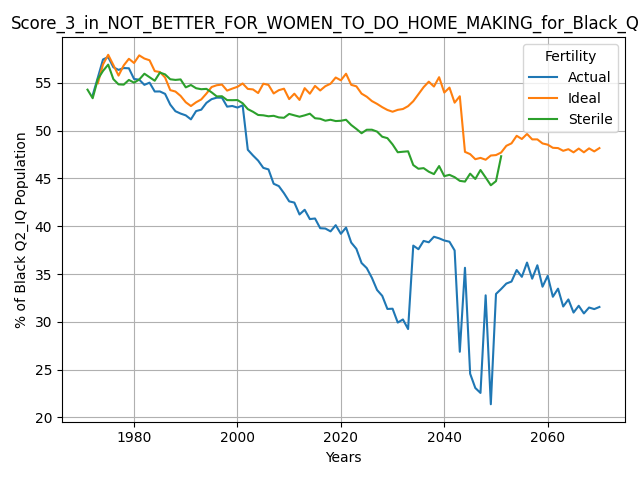 Score_3_in_NOT_BETTER_FOR_WOMEN_TO_DO_HOME_MAKING_for_Black_Q
Fertility
Actual
Ideal
Sterile
% of Black Q2_IQ Population
55
50
45
40
35
30
25
20
1980
2000
2020
2040
2060
Years